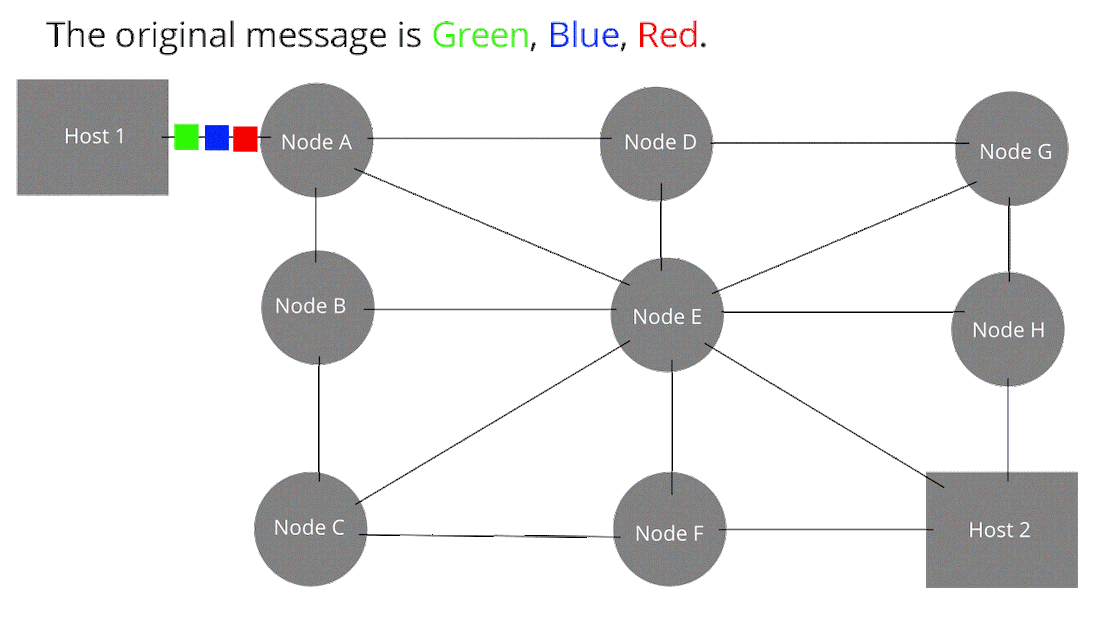 The original message is Green, Blue, Red.
Host 1
Node A
Node D
Node G
Node B
Node E
Node H
Node C
Node F
Host 2